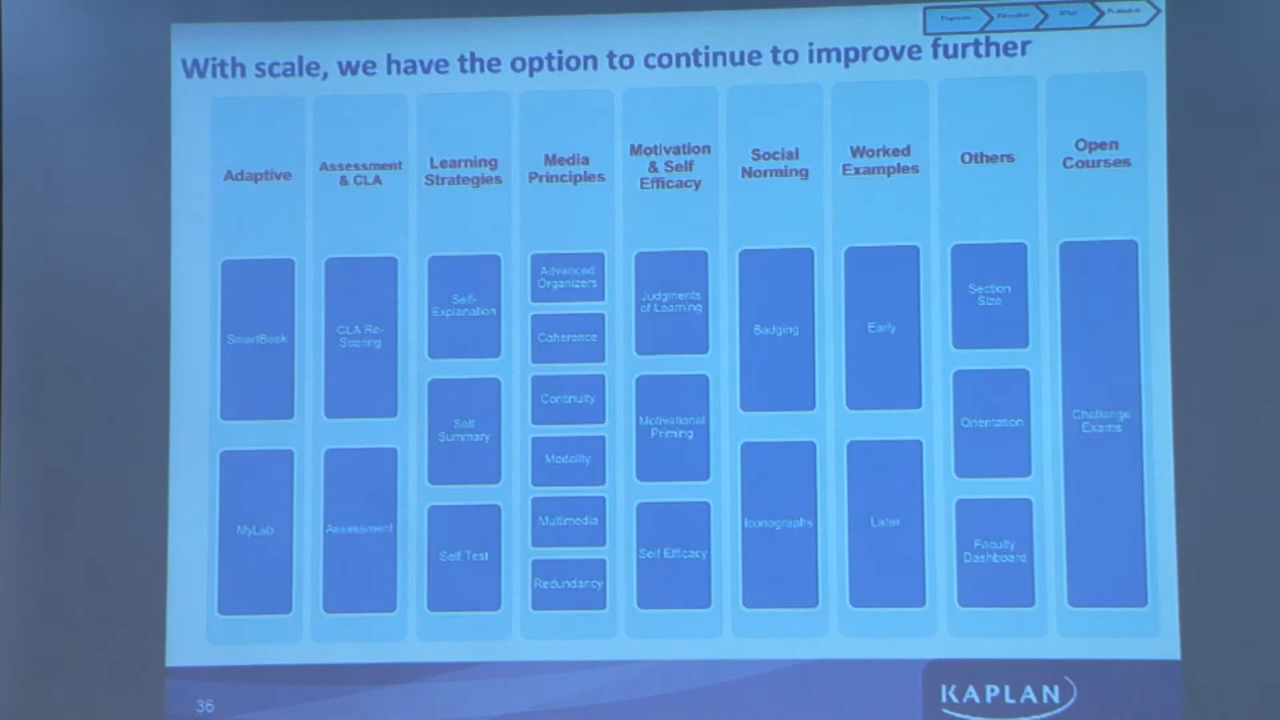 With scale, we have the option to continue to improve further
Adaptive
SmartBook
MyLab
Assessment
& CLA
CLA Re-
Scoring
Assessment
Learning
Strategies
Self-
Explanation
Self
Summary
Self Test
Media
Principles
Advanced
Organizers
Coherence
Continuity
Modality
Multimedia
Redundancy
Motivation
& Self
Efficacy
Judgments
of Learning
Motivational
Priming
Self Efficacy
Social
Norming
Badging
Iconographs
Worked
Examples
Early
Later
Others
Section
Size
Orientation
Faculty
Dashboard
Open
Courses
Challenge
Exams
36
KAPLAN